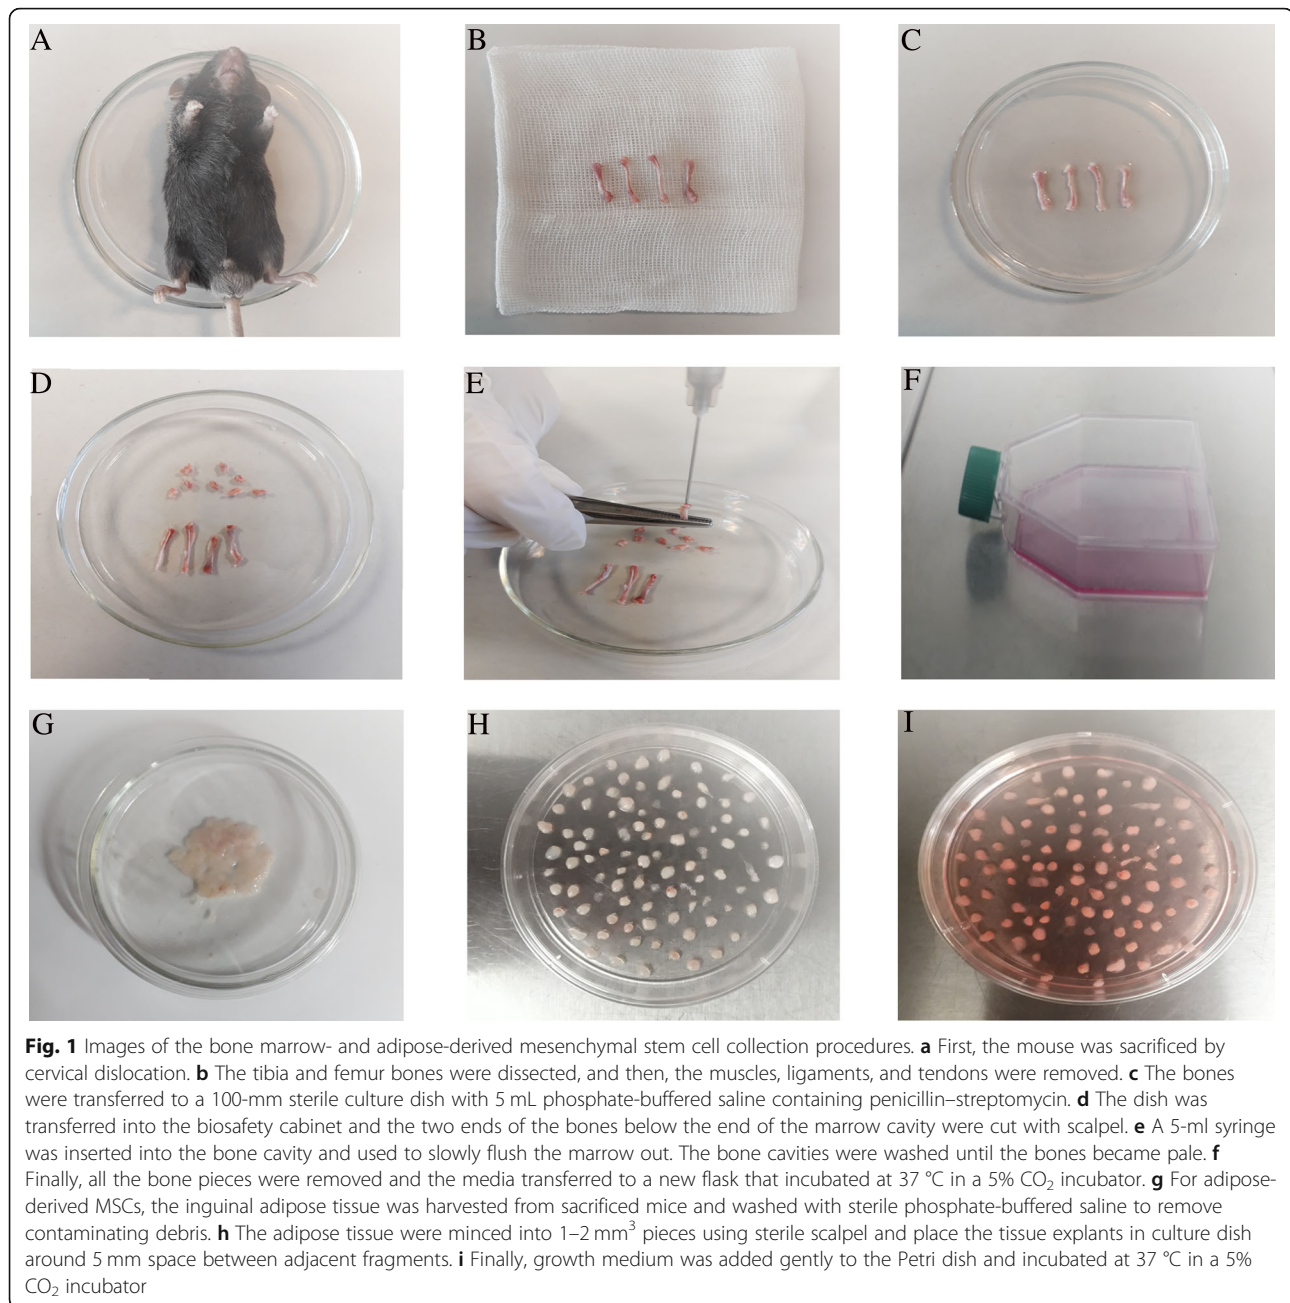 A
B
C
D
E
F
G
H
I
Fig. 1 Images of the bone marrow- and adipose-derived mesenchymal stem cell collection procedures. a First, the mouse was sacrificed by
cervical dislocation. b The tibia and femur bones were dissected, and then, the muscles, ligaments, and tendons were removed. c The bones
were transferred to a 100-mm sterile culture dish with 5 mL phosphate-buffered saline containing penicillin–streptomycin. d The dish was
transferred into the biosafety cabinet and the two ends of the bones below the end of the marrow cavity were cut with scalpel. e A 5-ml syringe
was inserted into the bone cavity and used to slowly flush the marrow out. The bone cavities were washed until the bones became pale. f
Finally, all the bone pieces were removed and the media transferred to a new flask that incubated at 37 °C in a 5% CO₂ incubator. g For adipose-
derived MSCs, the inguinal adipose tissue was harvested from sacrificed mice and washed with sterile phosphate-buffered saline to remove
contaminating debris. h The adipose tissue were minced into 1–2 mm³ pieces using sterile scalpel and place the tissue explants in culture dish
around 5 mm space between adjacent fragments. i Finally, growth medium was added gently to the Petri dish and incubated at 37 °C in a 5%
CO₂ incubator